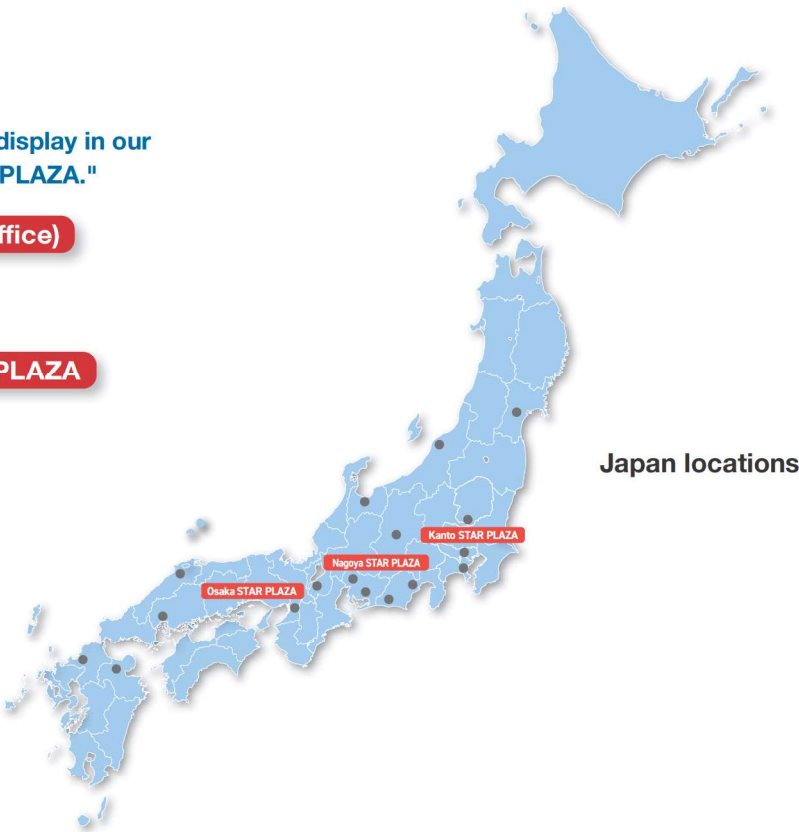 display in our
PLAZA."
ffice)
PLAZA
Japan locations
Kanto STAR PLAZA
Nagoya STAR PLAZA
Osaka STAR PLAZA